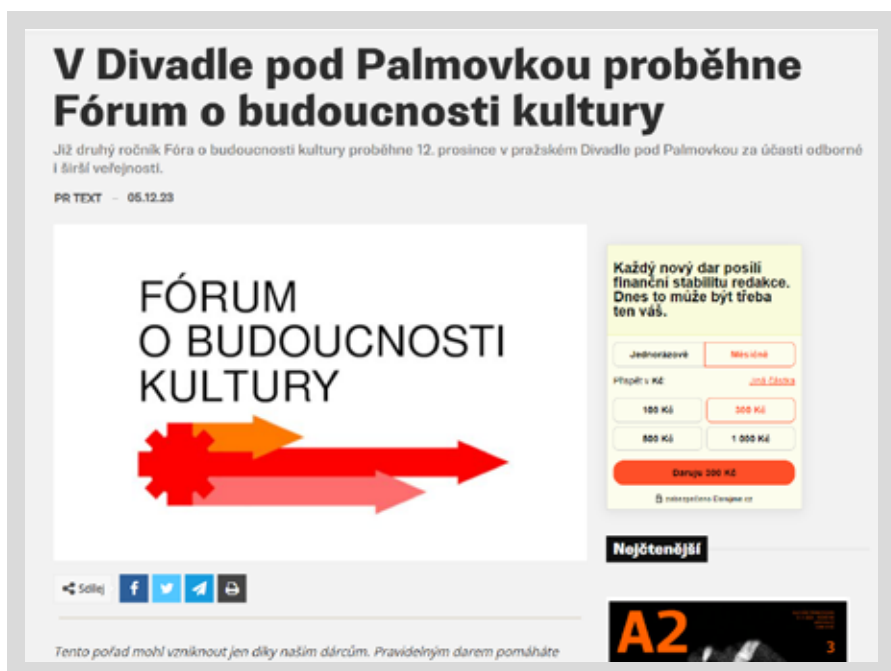 V Divadle pod Palmovkou proběhne
Fórum o budoucnosti kultury
Již druhý ročník Fóra o budoucnosti kultury proběhne 12. prosince v pražském Divadle pod Palmovkou za účasti odborné
i širší veřejnosti.
PR TEXT – 05.12.23
FÓRUM
O BUDOUCNOSTI
KULTURY
Každý nový dar posílí
finanční stabilitu redakce.
Dnes to může být třeba
ten váš.
Jednorázově Měsíčně
Přispět v Kč Jiná částka
100 Kč 300 Kč
500 Kč 1 000 Kč
Daruju 300 Kč
zabezpečeno Darujme.cz
Nejčtenější
Sdílej
A2
3
Tento pořad mohl vzniknout jen díky našim dárcům. Pravidelným darem pomáháte